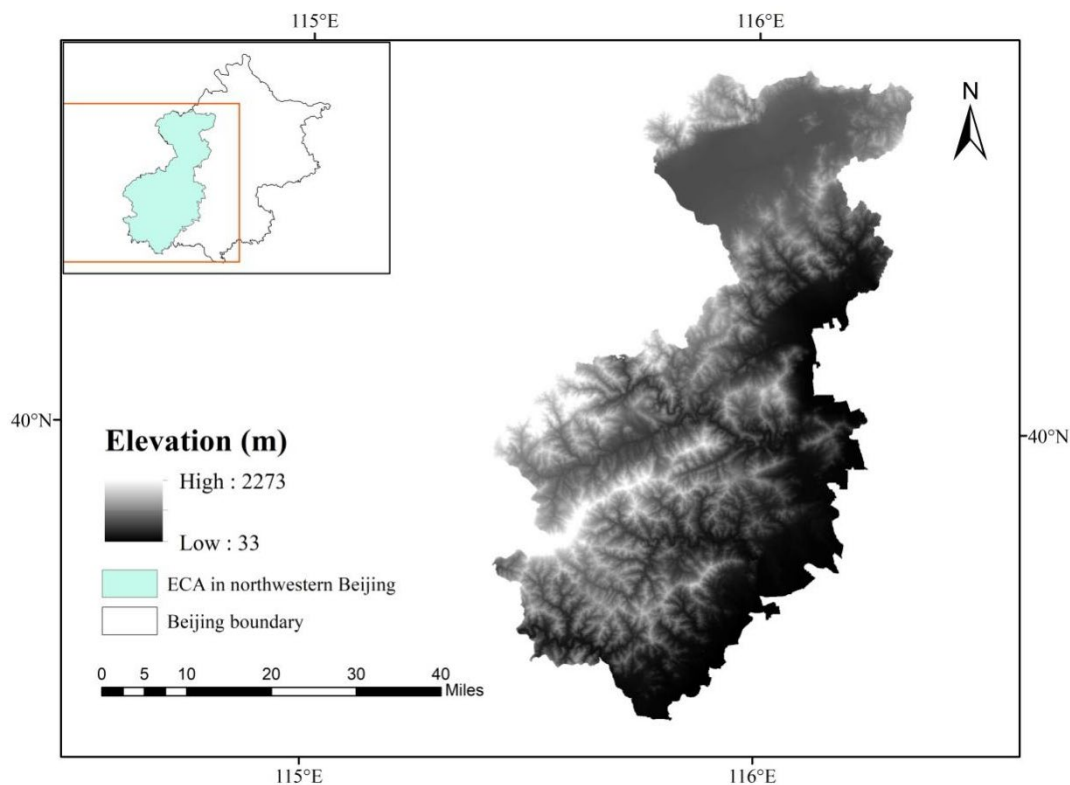 115°E 116°E
N
40°N
40°N
Elevation (m)
High : 2273
Low : 33
ECA in northwestern Beijing
Beijing boundary
0 5 10 20 30 40
Miles
115°E 116°E